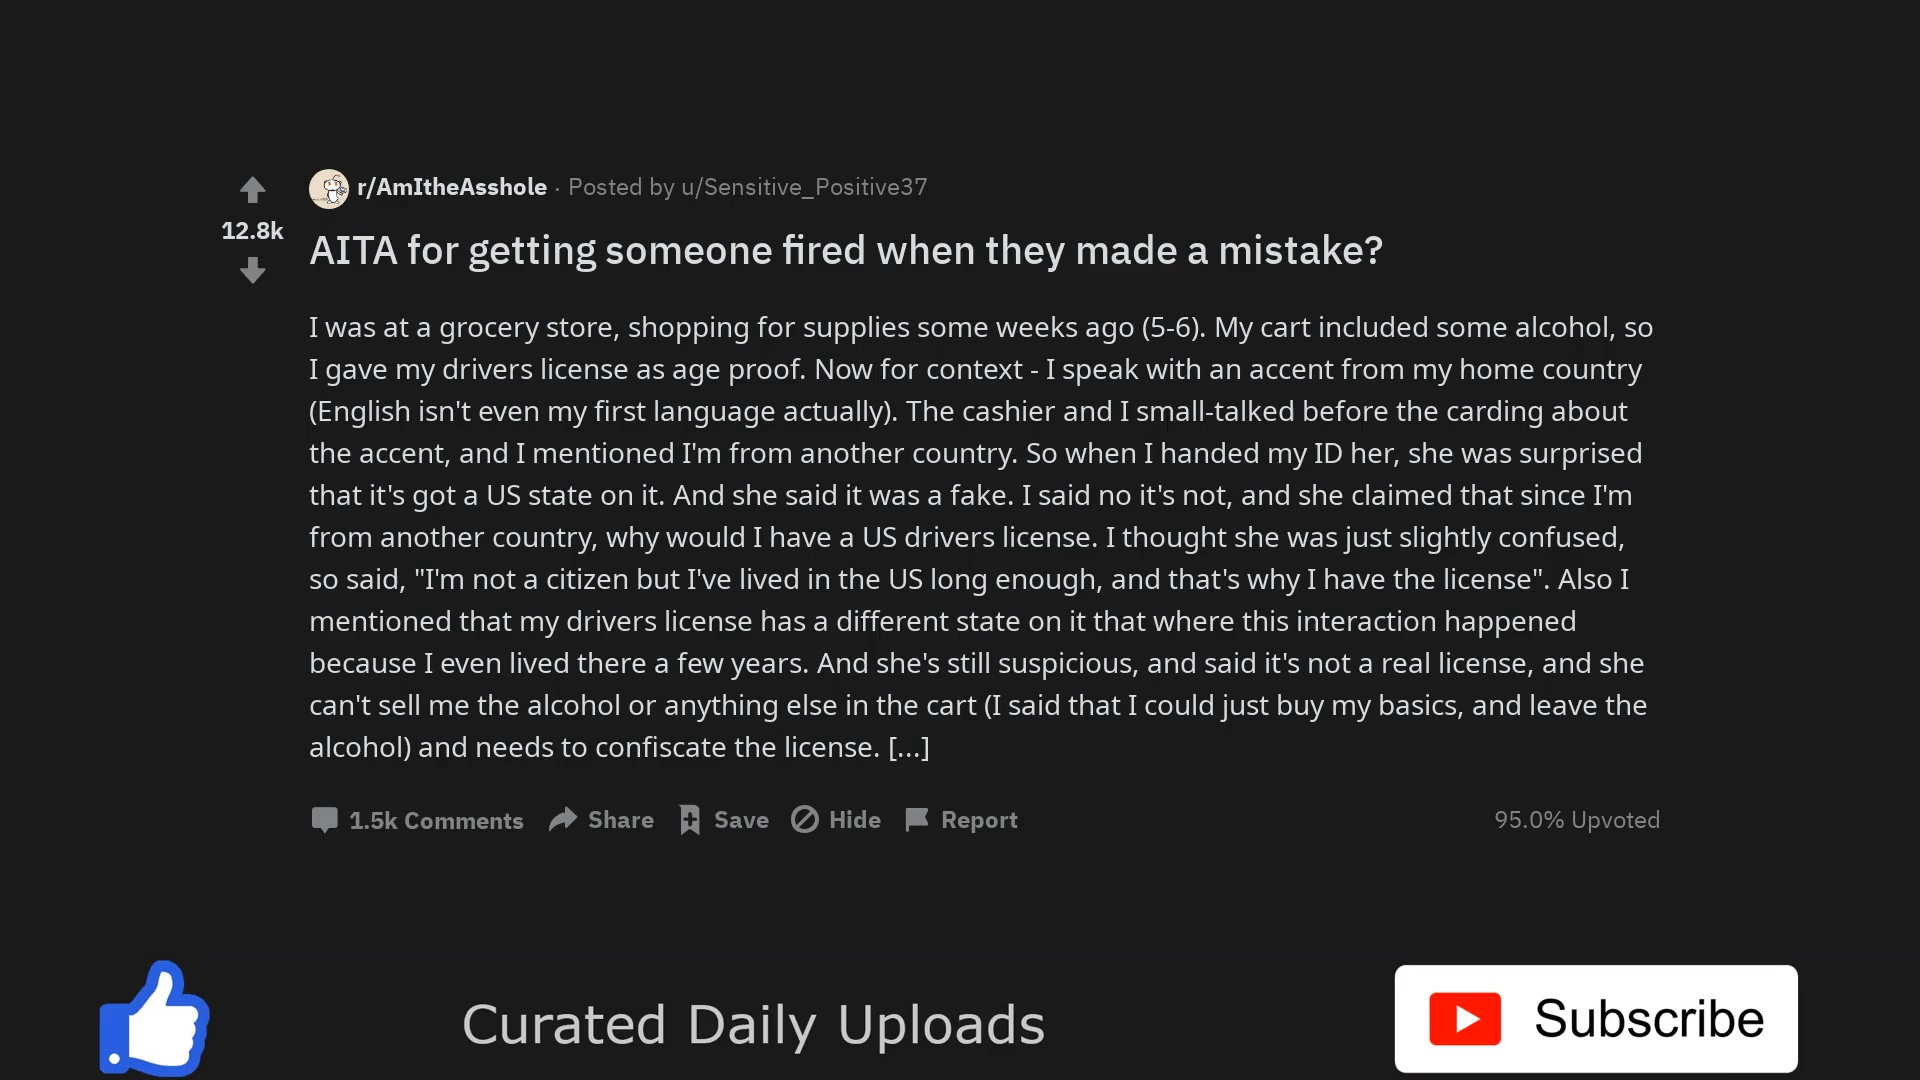 r/AmItheAsshole · Posted by u/Sensitive_Positive37
12.8k
AITA for getting someone fired when they made a mistake?
I was at a grocery store, shopping for supplies some weeks ago (5-6). My cart included some alcohol, so
I gave my drivers license as age proof. Now for context - I speak with an accent from my home country
(English isn't even my first language actually). The cashier and I small-talked before the carding about
the accent, and I mentioned I'm from another country. So when I handed my ID her, she was surprised
that it's got a US state on it. And she said it was a fake. I said no it's not, and she claimed that since I'm
from another country, why would I have a US drivers license. I thought she was just slightly confused,
so said, "I'm not a citizen but I've lived in the US long enough, and that's why I have the license". Also I
mentioned that my drivers license has a different state on it that where this interaction happened
because I even lived there a few years. And she's still suspicious, and said it's not a real license, and she
can't sell me the alcohol or anything else in the cart (I said that I could just buy my basics, and leave the
alcohol) and needs to confiscate the license. [...]
1.5k Comments Share Save Hide Report 95.0% Upvoted
Curated Daily Uploads
Subscribe